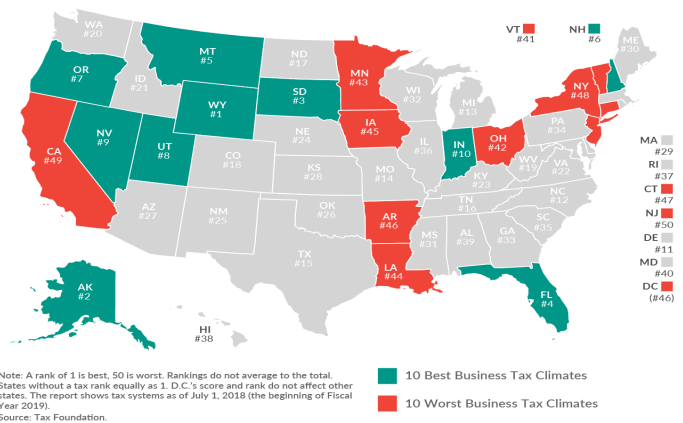 WA
#20
MT
#5
ND
#17
MN
#43
VT
#41
NH
#6
ME
#30
OR
#7
ID
#21
SD
#3
WI
#32
MI
#13
NY
#48
WY
#1
IA
#45
NE
#24
PA
#34
CA
#49
NV
#9
UT
#8
CO
#18
KS
#28
MO
#14
IL
#36
IN
#10
OH
#42
WV
#19
VA
#22
KY
#23
MA
#29
RI
#37
CT
#47
NJ
#50
DE
#11
MD
#40
DC
(#46)
AZ
#27
NM
#25
OK
#26
AR
#46
TN
#16
NC
#12
SC
#35
TX
#15
LA
#44
MS
#31
AL
#39
GA
#33
FL
#4
AK
#2
HI
#38
Note: A rank of 1 is best, 50 is worst. Rankings do not average to the total.
States without a tax rank equally as 1. D.C.'s score and rank do not affect other
states. The report shows tax systems as of July 1, 2018 (the beginning of Fiscal
Year 2019).
Source: Tax Foundation.
10 Best Business Tax Climates
10 Worst Business Tax Climates